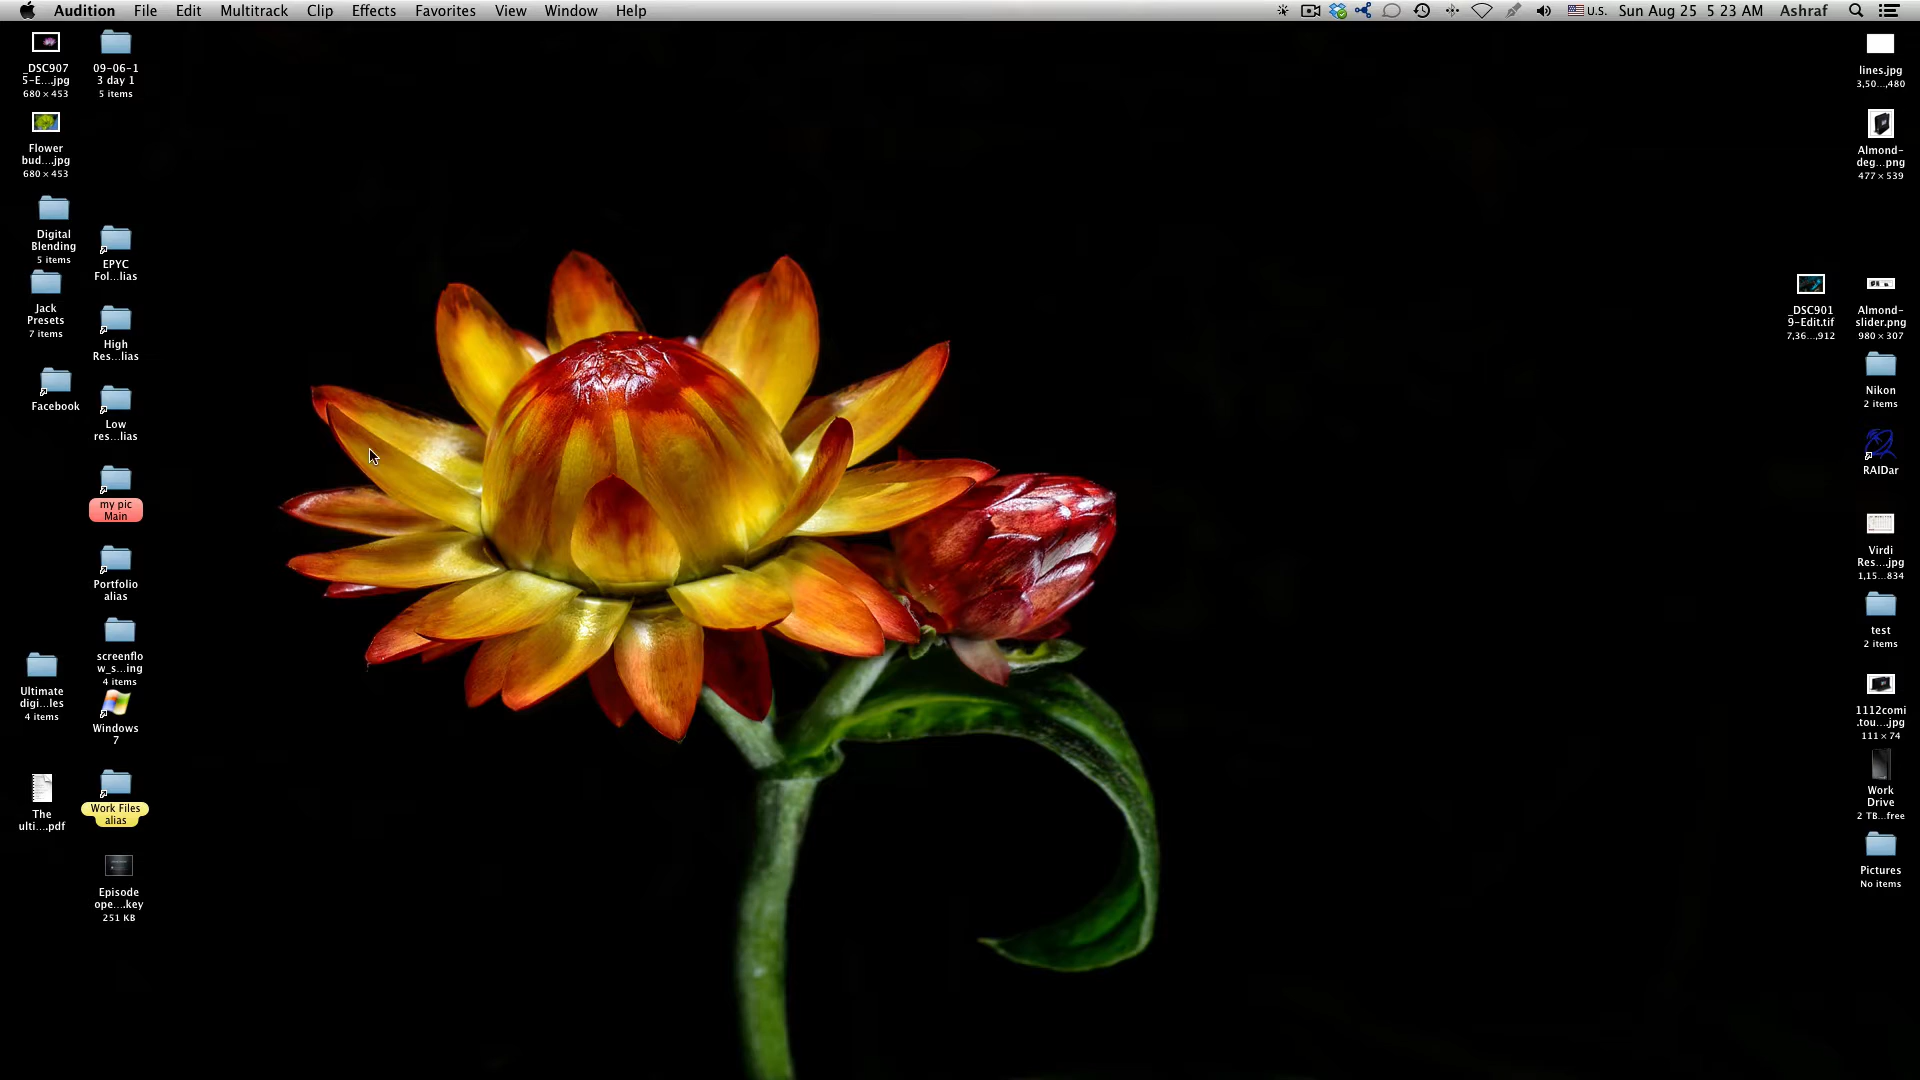 Audition File Edit Multitrack Clip Effects Favorites View Window Help U.S. Sun Aug 25 5 23 AM Ashraf
_DSC907
5-E...jpg
680 × 453
09-06-1
3 day 1
5 items
Flower
bud....jpg
680 × 453
Digital
Blending
5 items
EPYC
Fol...lias
Jack
Presets
7 items
High
Res...lias
Facebook
Low
res...lias
my pic
Main
Portfolio
alias
screenflo
w_s...ing
4 items
Ultimate
digi...les
4 items
Windows
7
The
ulti....pdf
Work Files
alias
Episode
ope....key
251 KB
lines.jpg
3,50...,480
Almond-
deg...png
477 × 539
_DSC901
9-Edit.tif
7,36...,912
Almond-
slider.png
980 × 307
Nikon
2 items
RAIDar
Virdi
Res....jpg
1,15...834
test
2 items
1112comi
.tou....jpg
111 × 74
Work
Drive
2 TB...free
Pictures
No items